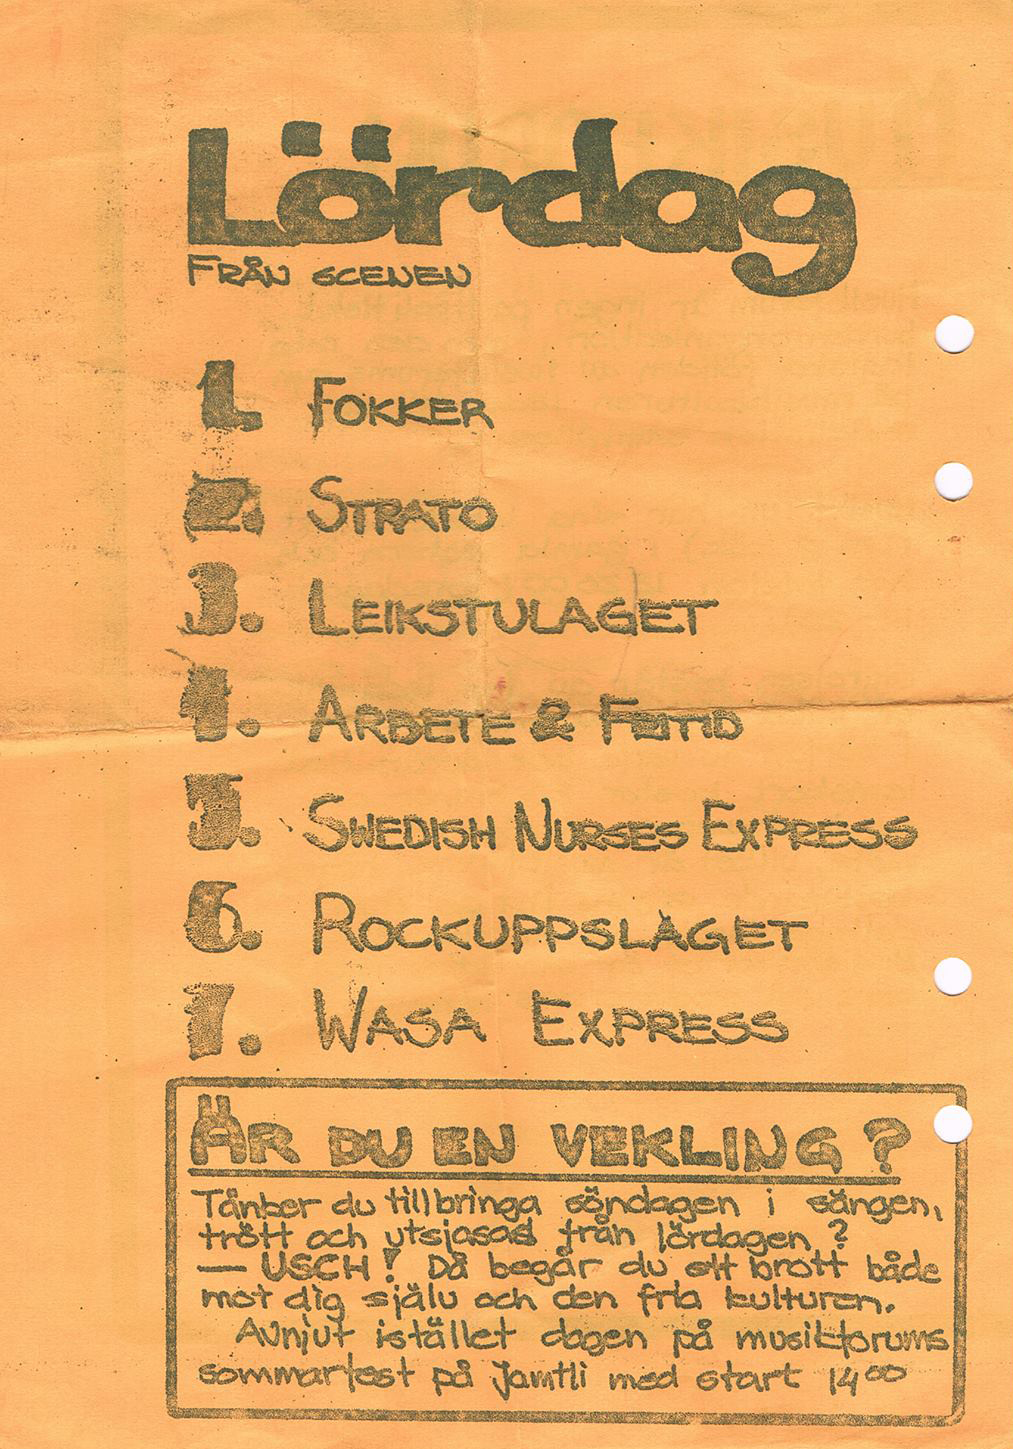 Lördag
FRÅN SCENEN
1. FOKKER
2. STRATO
3. LEIKSTULAGET
4. ARBETE & FRITID
5. SWEDISH NURSES EXPRESS
6. ROCKUPPSLAGET
7. WASA EXPRESS
ÄR DU EN VEKLING?
Tänker du tillbringa söndagen i sängen,
trött och utsjasad från lördagen?
— USCH! Då begår du ett brott både
mot dig själv och den fria kulturen.
Avnjut istället dagen på musikforums
sommarfest på Jamtli med start 14⁰⁰